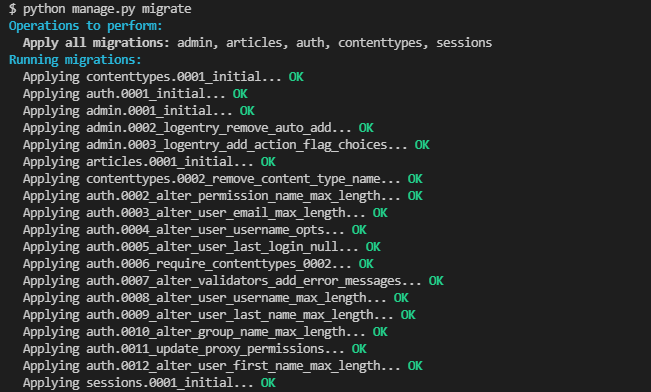 $ python manage.py migrate
Operations to perform:
  Apply all migrations: admin, articles, auth, contenttypes, sessions
Running migrations:
  Applying contenttypes.0001_initial... OK
  Applying auth.0001_initial... OK
  Applying admin.0001_initial... OK
  Applying admin.0002_logentry_remove_auto_add... OK
  Applying admin.0003_logentry_add_action_flag_choices... OK
  Applying articles.0001_initial... OK
  Applying contenttypes.0002_remove_content_type_name... OK
  Applying auth.0002_alter_permission_name_max_length... OK
  Applying auth.0003_alter_user_email_max_length... OK
  Applying auth.0004_alter_user_username_opts... OK
  Applying auth.0005_alter_user_last_login_null... OK
  Applying auth.0006_require_contenttypes_0002... OK
  Applying auth.0007_alter_validators_add_error_messages... OK
  Applying auth.0008_alter_user_username_max_length... OK
  Applying auth.0009_alter_user_last_name_max_length... OK
  Applying auth.0010_alter_group_name_max_length... OK
  Applying auth.0011_update_proxy_permissions... OK
  Applying auth.0012_alter_user_first_name_max_length... OK
  Applying sessions.0001_initial... OK